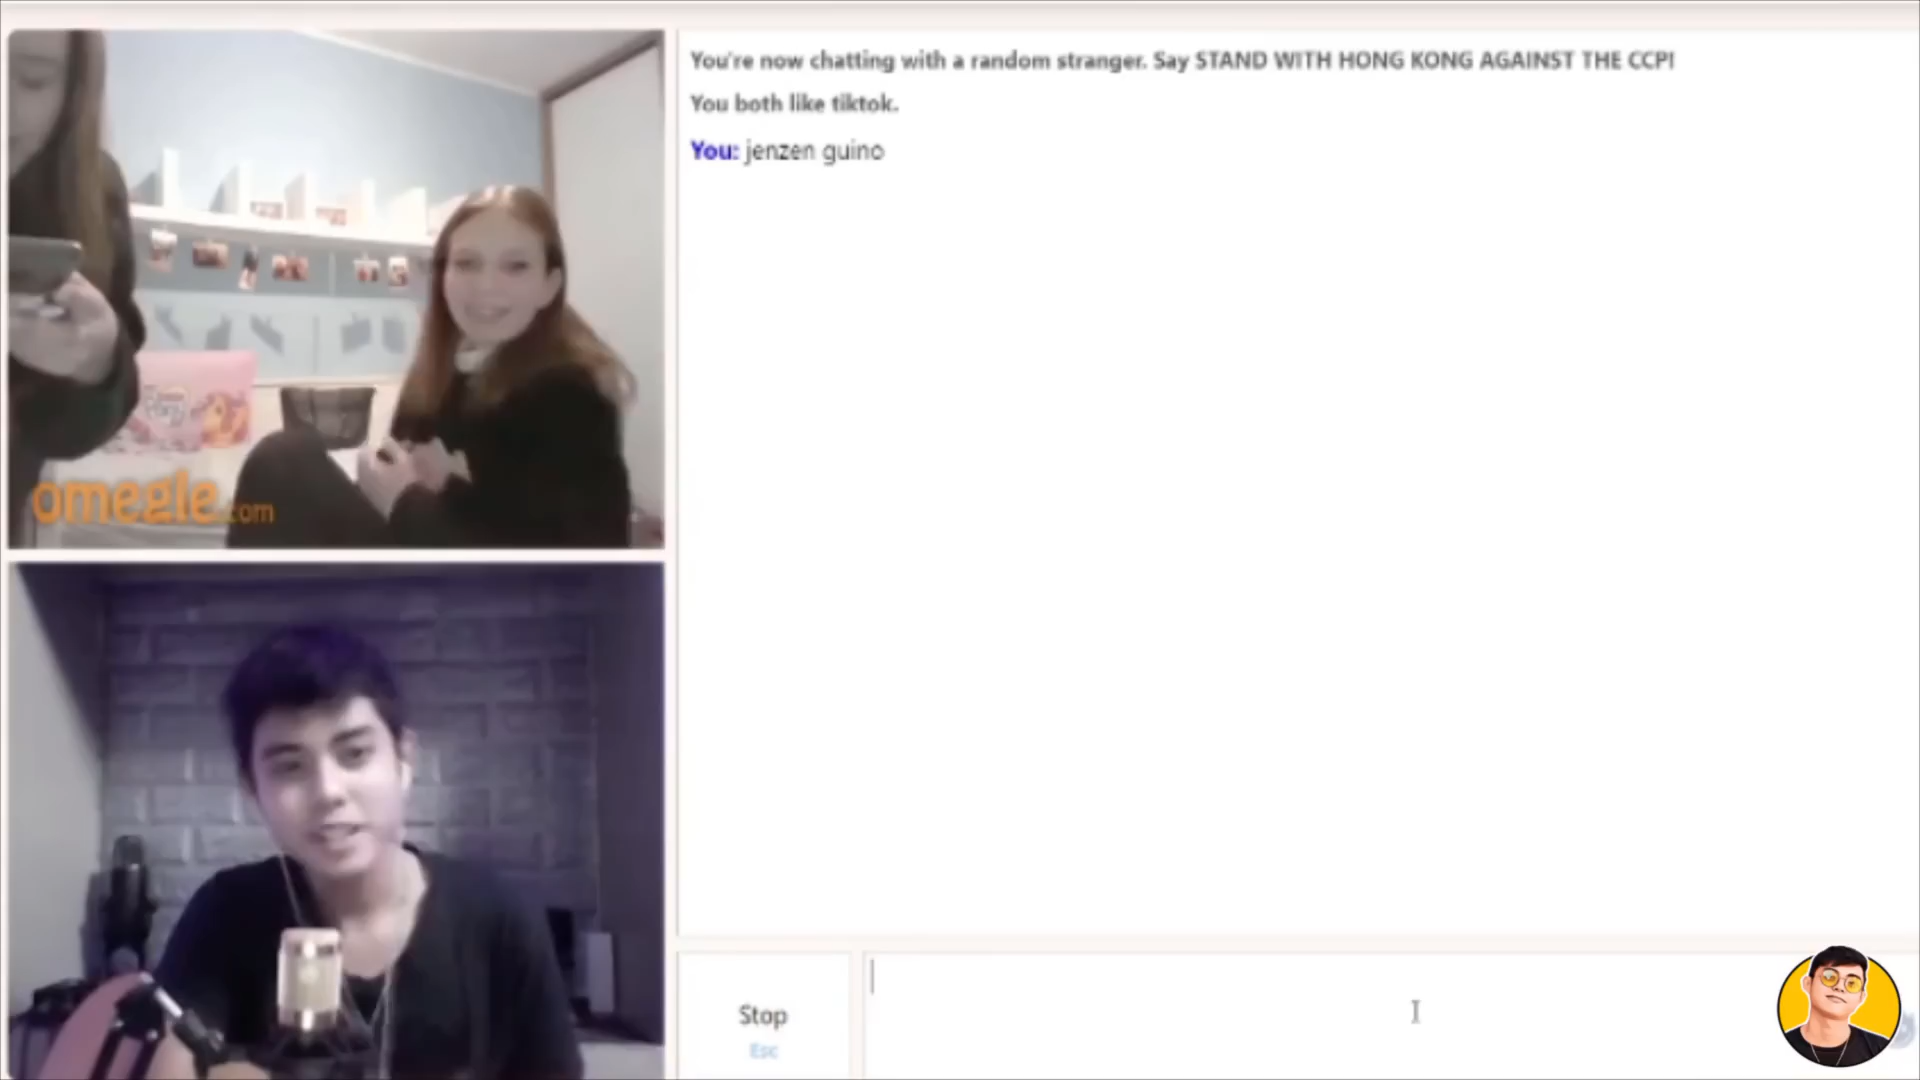 You're now chatting with a random stranger. Say STAND WITH HONG KONG AGAINST THE CCP!
You both like tiktok.
You: jenzen guino
omegle.com
Stop
Esc